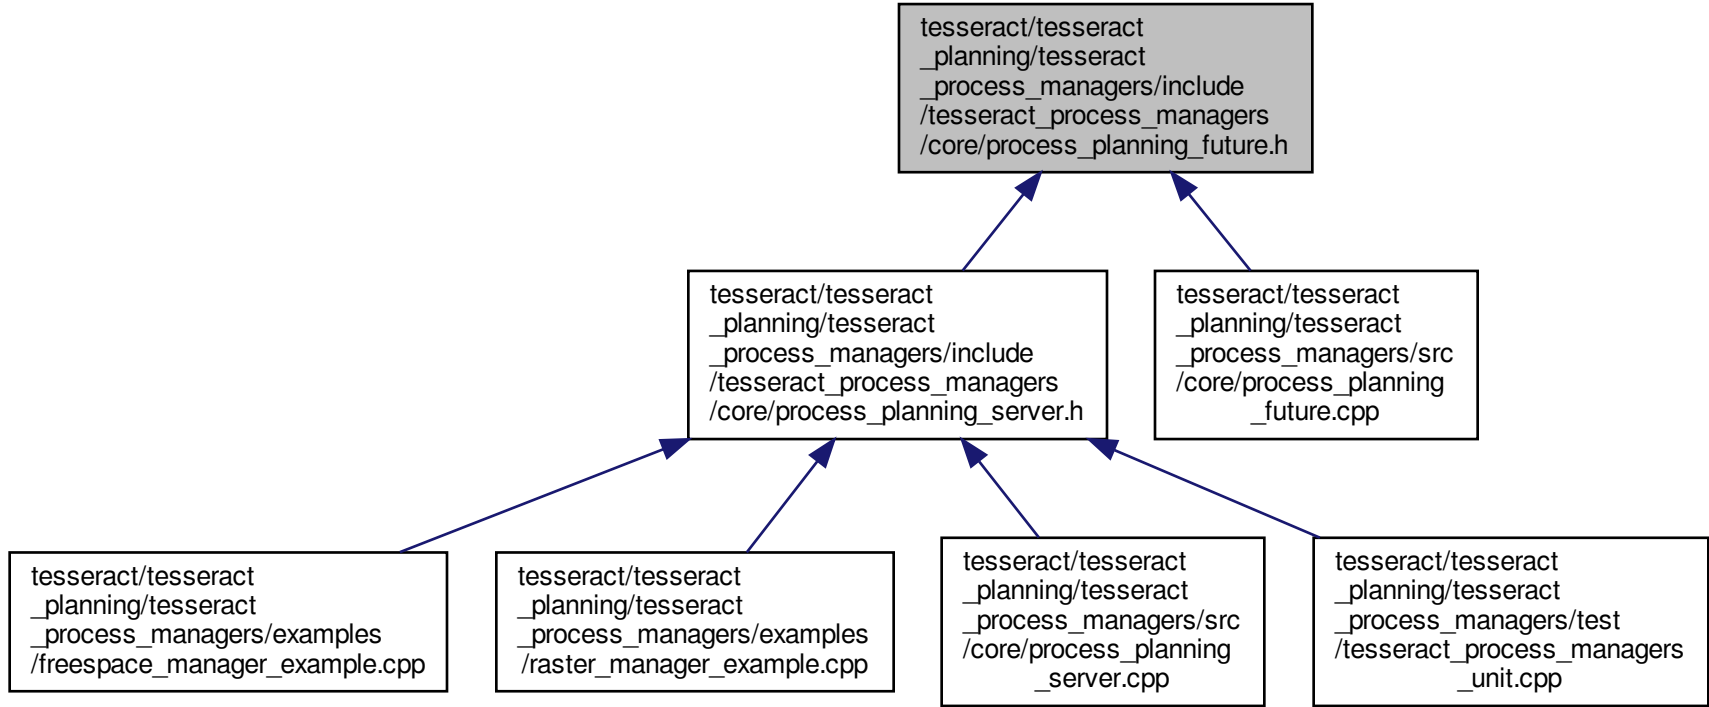 tesseract/tesseract
_planning/tesseract
_process_managers/include
/tesseract_process_managers
/core/process_planning_future.h
tesseract/tesseract
_planning/tesseract
_process_managers/include
/tesseract_process_managers
/core/process_planning_server.h
tesseract/tesseract
_planning/tesseract
_process_managers/src
/core/process_planning
_future.cpp
tesseract/tesseract
_planning/tesseract
_process_managers/examples
/freespace_manager_example.cpp
tesseract/tesseract
_planning/tesseract
_process_managers/examples
/raster_manager_example.cpp
tesseract/tesseract
_planning/tesseract
_process_managers/src
/core/process_planning
_server.cpp
tesseract/tesseract
_planning/tesseract
_process_managers/test
/tesseract_process_managers
_unit.cpp